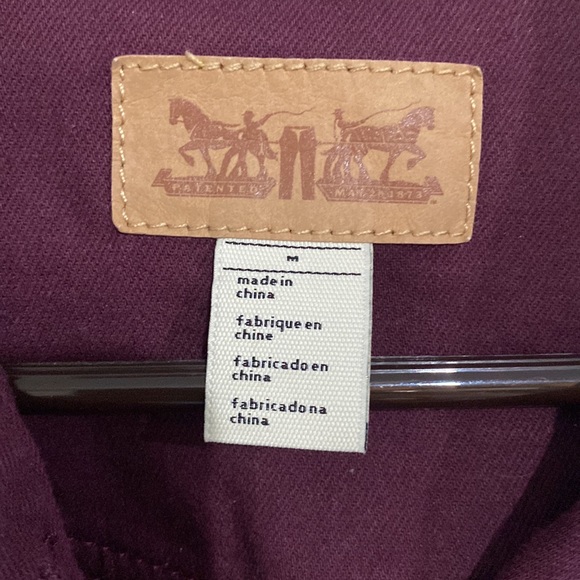 PATENTED MAY 20 1873
M
made in
china
fabrique en
chine
fabricado en
china
fabricado na
china